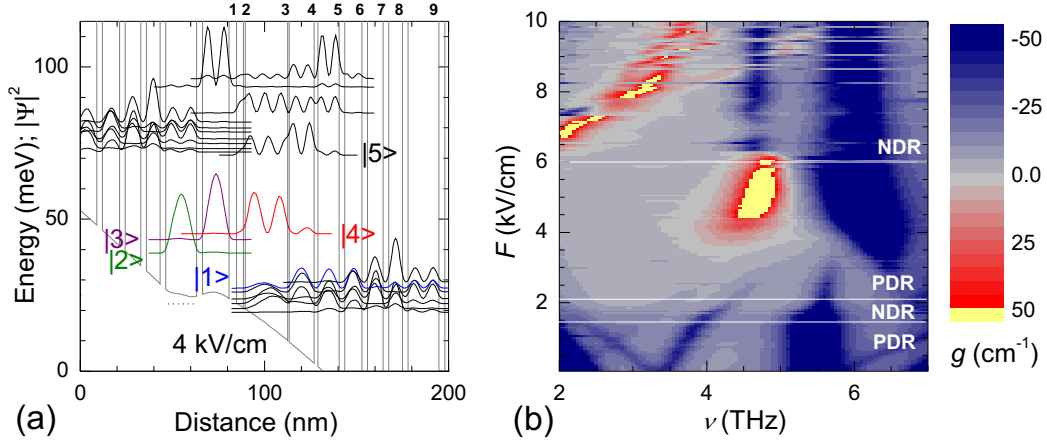 1 2 3 4 5 6 7 8 9
100
50
0
Energy (meV); |Ψ|²
|5>
|4>
|3>
|2>
|1>
4 kV/cm
0 100 200
Distance (nm)
(a)
10
8
6
4
2
F (kV/cm)
NDR
PDR
NDR
PDR
2 4 6
ν (THz)
(b)
-50
-25
0.0
25
50
g (cm⁻¹)